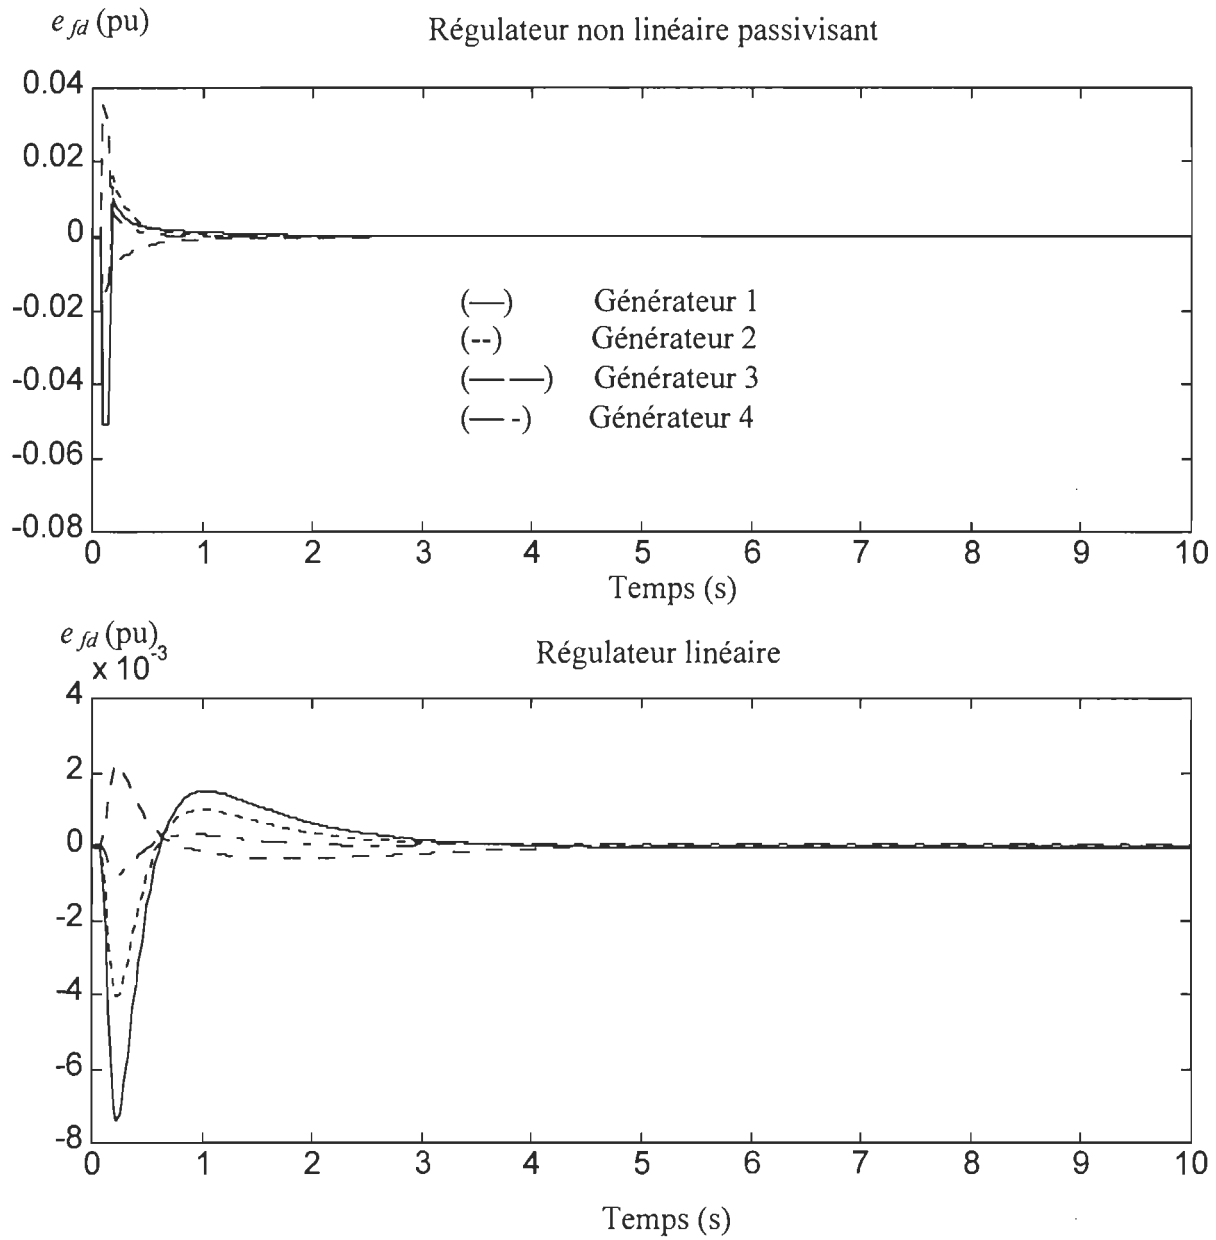 e fd (pu)
Régulateur non linéaire passivisant
0.04
0.02
0
-0.02
-0.04
-0.06
-0.08
(——) Générateur 1
(--) Générateur 2
(—— ——) Générateur 3
(—— -) Générateur 4
0 1 2 3 4 5 6 7 8 9 10
Temps (s)
e fd (pu)
x 10-3
Régulateur linéaire
4
2
0
-2
-4
-6
-8
0 1 2 3 4 5 6 7 8 9 10
Temps (s)